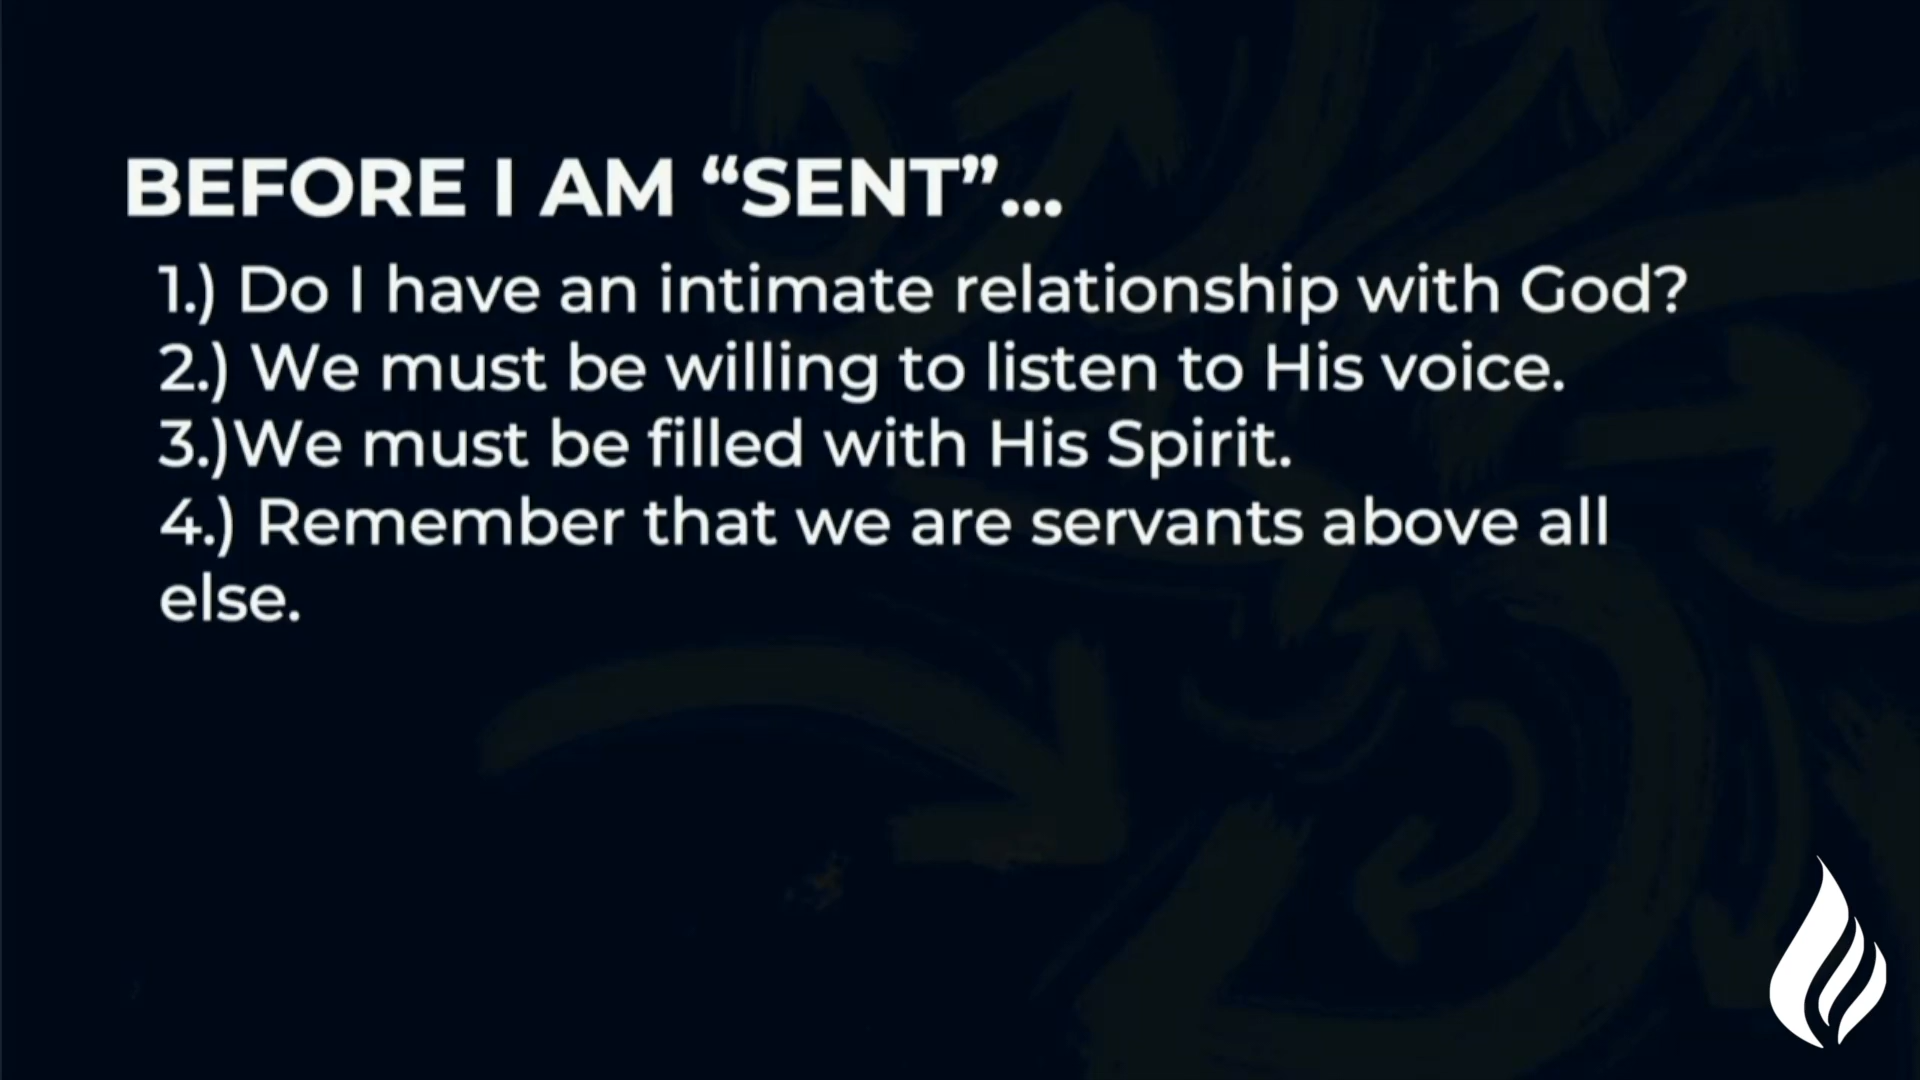 BEFORE I AM “SENT”...
1.) Do I have an intimate relationship with God?
2.) We must be willing to listen to His voice.
3.)We must be filled with His Spirit.
4.) Remember that we are servants above all
else.